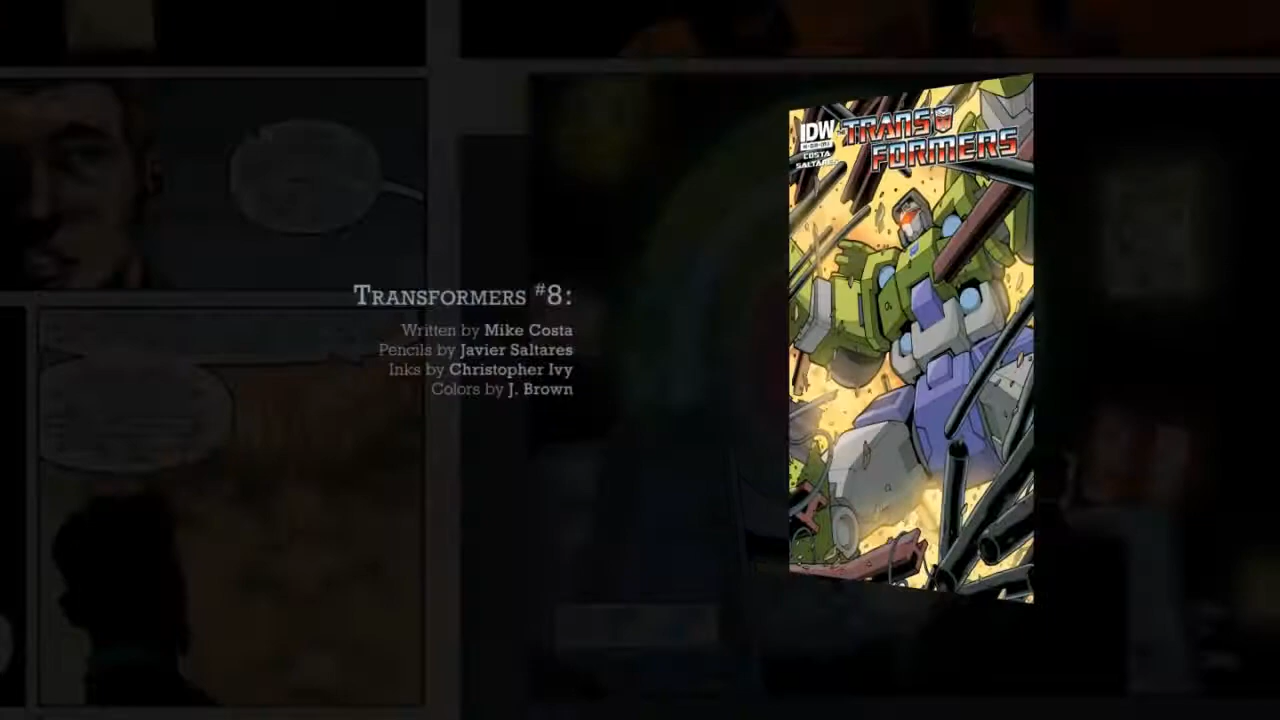 TRANSFORMERS #8:
Written by Mike Costa
Pencils by Javier Saltares
Inks by Christopher Ivy
Colors by J. Brown
IDW
COSTA
SALTARES
TRANS
FORMERS